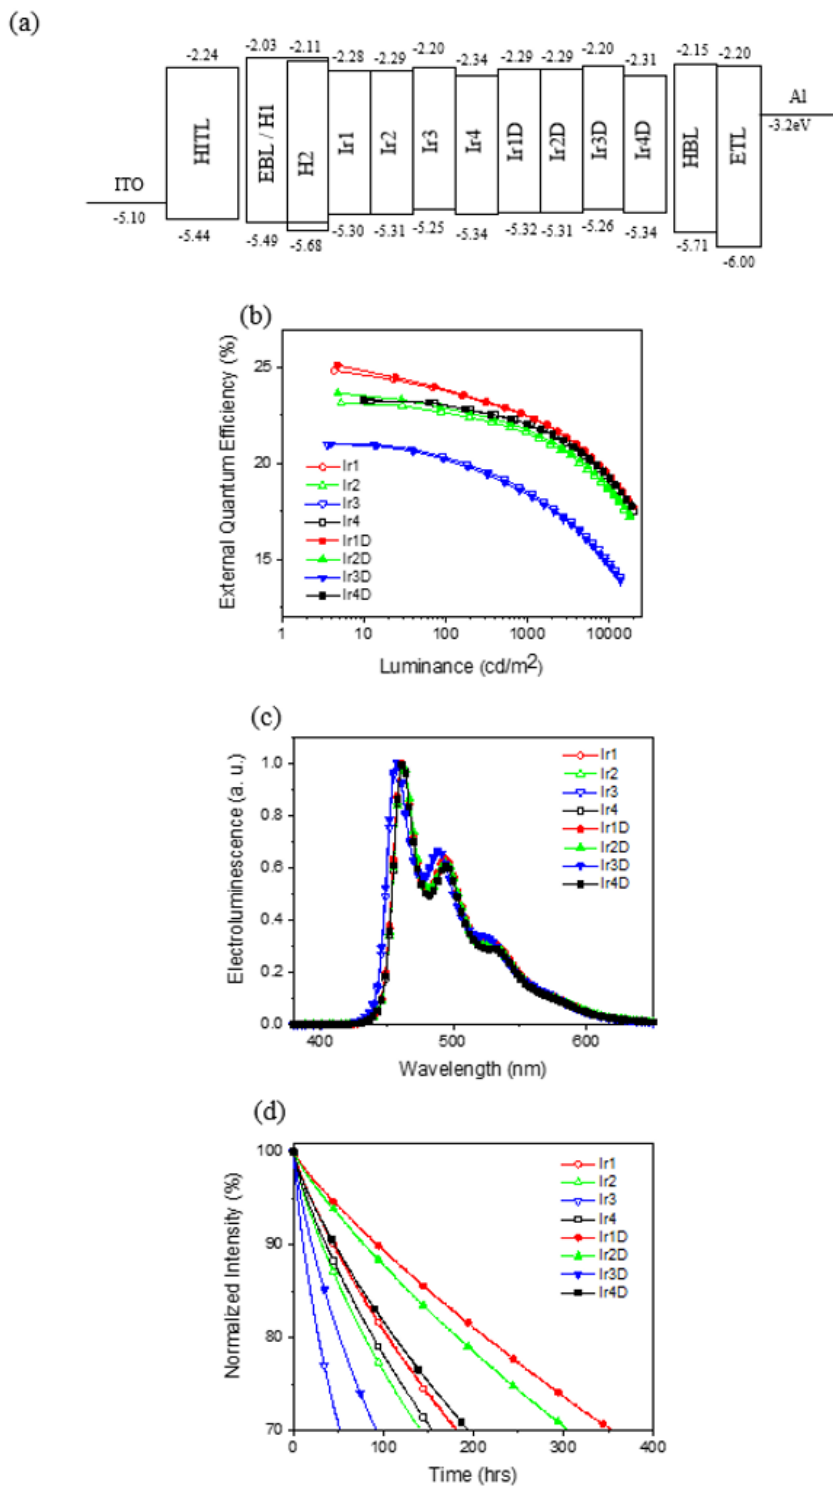 (a)
-2.24 -2.03 -2.11 -2.28 -2.29 -2.20 -2.34 -2.29 -2.29 -2.20 -2.31 -2.15 -2.20
Al
-3.2eV
HITL EBL / H1 H2 Ir1 Ir2 Ir3 Ir4 Ir1D Ir2D Ir3D Ir4D HBL ETL
ITO
-5.10
-5.44 -5.49 -5.68 -5.30 -5.31 -5.25 -5.34 -5.32 -5.31 -5.26 -5.34 -5.71 -6.00
(b)
External Quantum Efficiency (%)
25
20
15
Ir1
Ir2
Ir3
Ir4
Ir1D
Ir2D
Ir3D
Ir4D
1 10 100 1000 10000
Luminance (cd/m2)
(c)
Electroluminescence (a. u.)
1.0
0.8
0.6
0.4
0.2
0.0
Ir1
Ir2
Ir3
Ir4
Ir1D
Ir2D
Ir3D
Ir4D
400 500 600
Wavelength (nm)
(d)
Normalized Intensity (%)
100
90
80
70
Ir1
Ir2
Ir3
Ir4
Ir1D
Ir2D
Ir3D
Ir4D
0 100 200 300 400
Time (hrs)